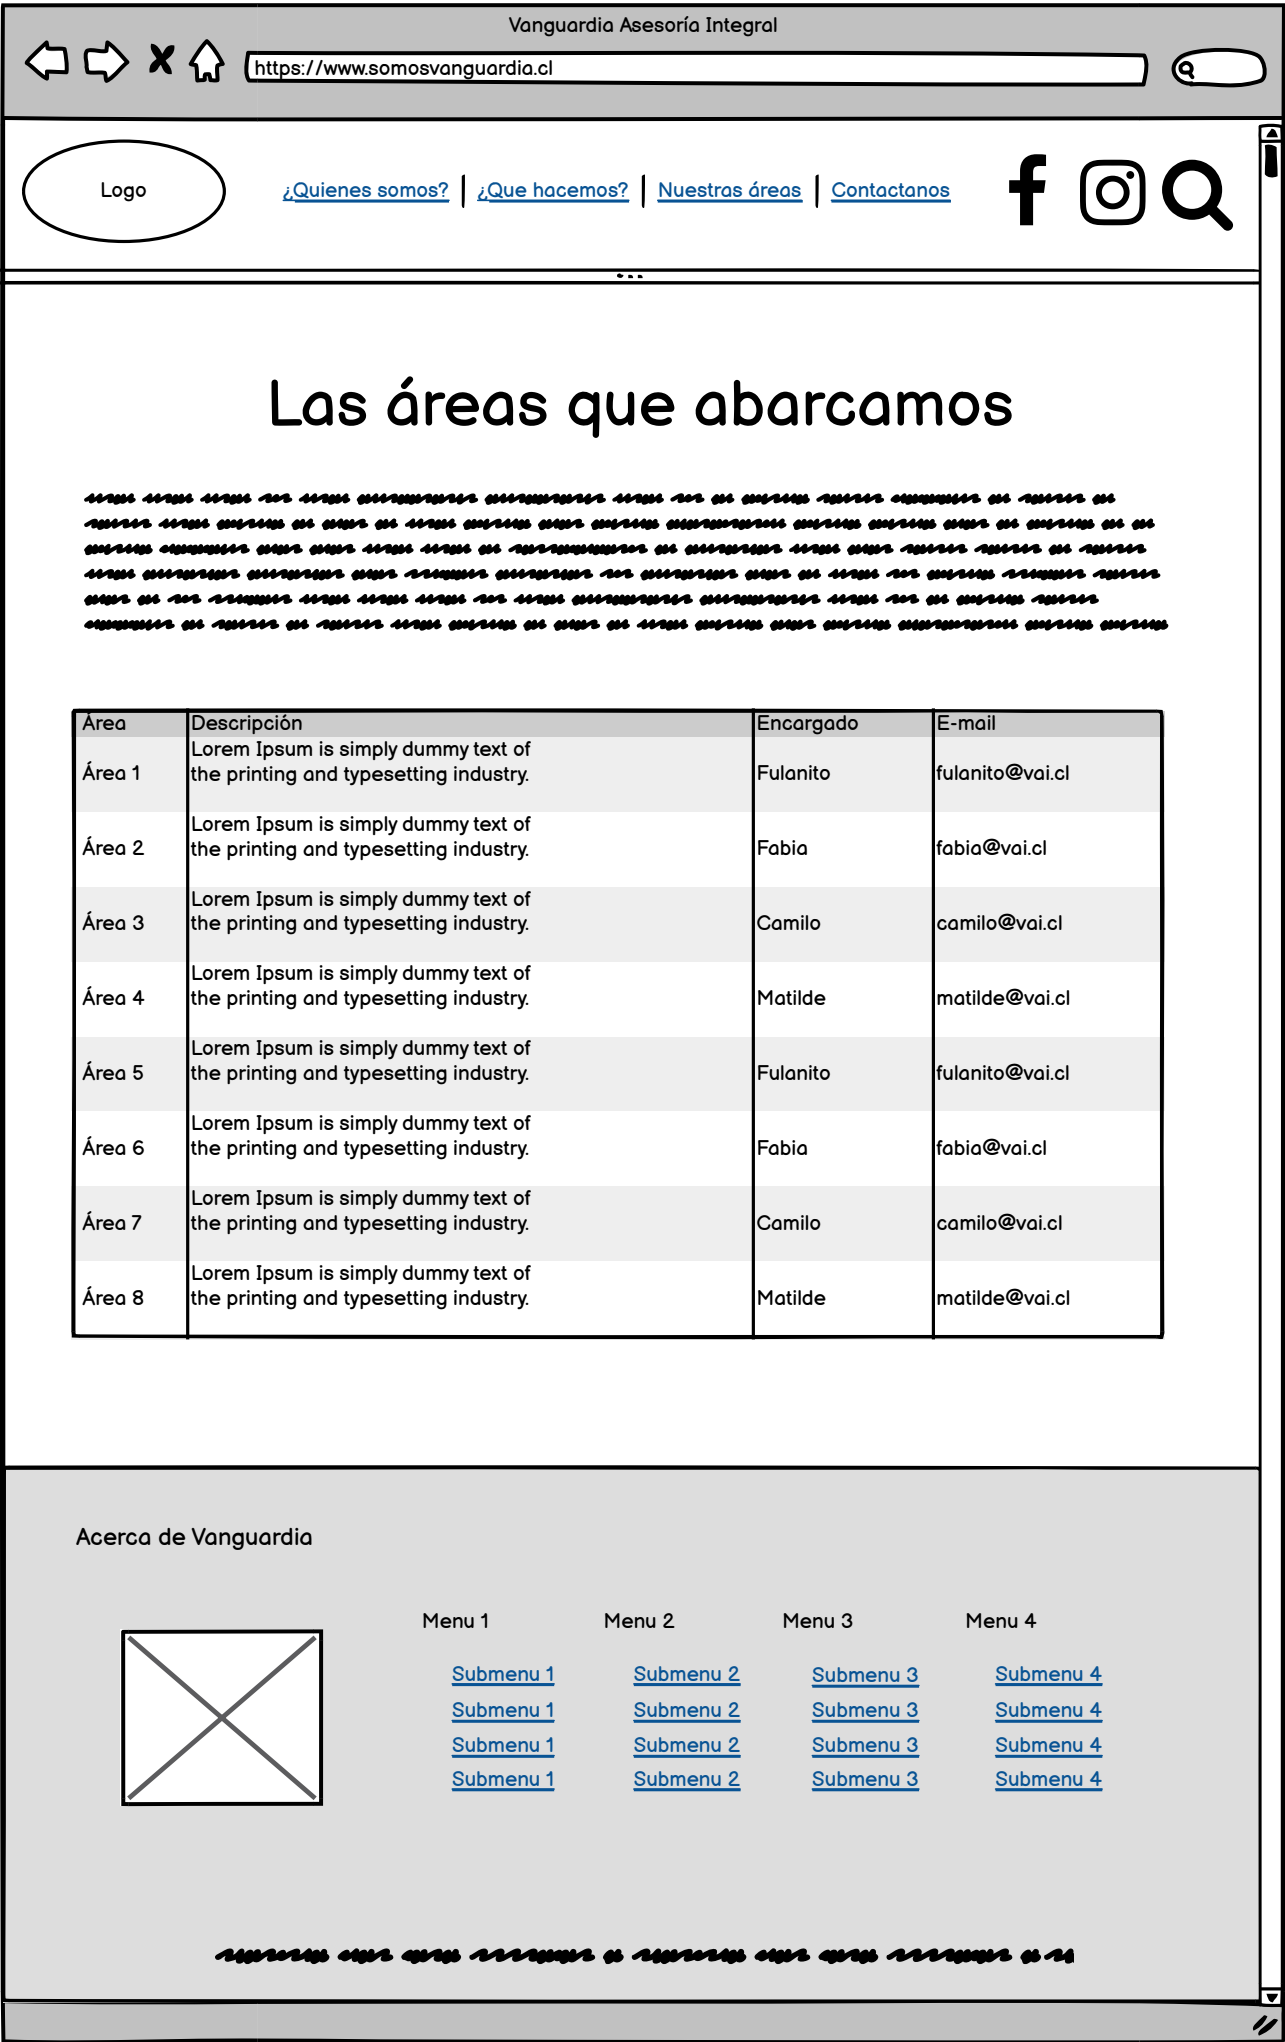 Vanguardia Asesoría Integral
https://www.somosvanguardia.cl
Logo
¿Quienes somos?
¿Que hacemos?
Nuestras áreas
Contactanos
Las áreas que abarcamos
Área Descripción Encargado E-mail
Lorem Ipsum is simply dummy text of
Área 1 the printing and typesetting industry. Fulanito fulanito@vai.cl
Lorem Ipsum is simply dummy text of
Área 2 the printing and typesetting industry. Fabia fabia@vai.cl
Lorem Ipsum is simply dummy text of
Área 3 the printing and typesetting industry. Camilo camilo@vai.cl
Lorem Ipsum is simply dummy text of
Área 4 the printing and typesetting industry. Matilde matilde@vai.cl
Lorem Ipsum is simply dummy text of
Área 5 the printing and typesetting industry. Fulanito fulanito@vai.cl
Lorem Ipsum is simply dummy text of
Área 6 the printing and typesetting industry. Fabia fabia@vai.cl
Lorem Ipsum is simply dummy text of
Área 7 the printing and typesetting industry. Camilo camilo@vai.cl
Lorem Ipsum is simply dummy text of
Área 8 the printing and typesetting industry. Matilde matilde@vai.cl
Acerca de Vanguardia
Menu 1 Menu 2 Menu 3 Menu 4
Submenu 1 Submenu 2 Submenu 3 Submenu 4
Submenu 1 Submenu 2 Submenu 3 Submenu 4
Submenu 1 Submenu 2 Submenu 3 Submenu 4
Submenu 1 Submenu 2 Submenu 3 Submenu 4